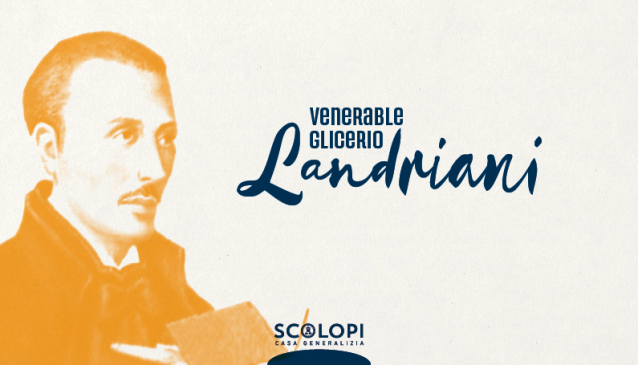 VENERABLE
GLICERIO
Landriani
SCOLOPI
CASA GENERALIZIA